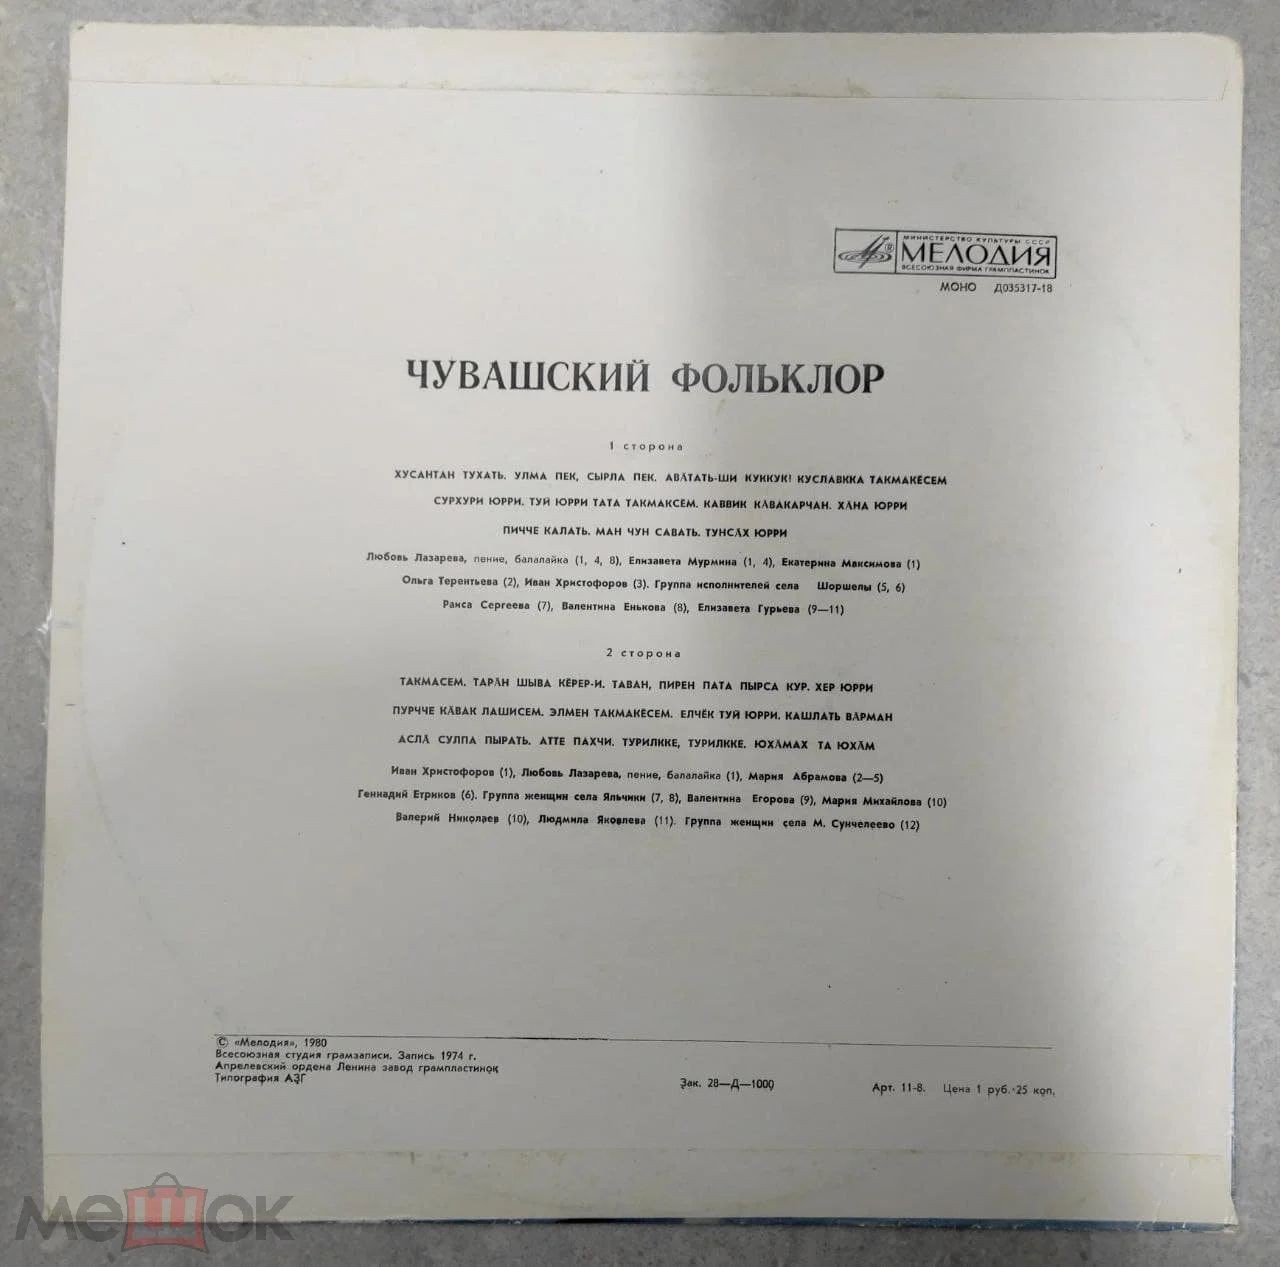 МИНИСТЕРСТВО КУЛЬТУРЫ СССР
МЕЛОДИЯ
ВСЕСОЮЗНАЯ ФИРМА ГРАМПЛАСТИНОК
МОНО Д035317-18
ЧУВАШСКИЙ ФОЛЬКЛОР
1 сторона
ХУСАНТАН ТУХАТЬ. УЛМА ПЕК, СЫРЛА ПЕК. АВӐТАТЬ-ШИ КУККУК! КУСЛАВККА ТАКМАКӖСЕМ
СУРХУРИ ЮРРИ. ТУЙ ЮРРИ ТАТА ТАКМАКСЕМ. КАВВИК КӐВАКАРЧАН. ХӐНА ЮРРИ
ПИЧЧЕ КАЛАТЬ. МАН ЧУН САВАТЬ. ТУНСӐХ ЮРРИ
Любовь Лазарева, пение, балалайка (1, 4, 8), Елизавета Мурмина (1, 4), Екатерина Максимова (1)
Ольга Терентьева (2), Иван Христофоров (3). Группа исполнителей села Шоршелы (5, 6)
Раиса Сергеева (7), Валентина Енькова (8), Елизавета Гурьева (9—11)
2 сторона
ТАКМАСЕМ. ТАРӐН ШЫВА КӖРЕР-И. ТАВАН, ПИРЕН ПАТА ПЫРСА КУР. ХЕР ЮРРИ
ПУРЧЧЕ КӐВАК ЛАШИСЕМ. ЭЛМЕН ТАКМАКӖСЕМ. ЕЛЧӖК ТУЙ ЮРРИ. КАШЛАТЬ ВӐРМАН
АСЛӐ СУЛПА ПЫРАТЬ. АТТЕ ПАХЧИ. ТУРИЛККЕ, ТУРИЛККЕ. ЮХӐМАХ ТА ЮХӐМ
Иван Христофоров (1), Любовь Лазарева, пение, балалайка (1), Мария Абрамова (2—5)
Геннадий Етриков (6). Группа женщин села Яльчики (7, 8), Валентина Егорова (9), Мария Михайлова (10)
Валерий Николаев (10), Людмила Яковлева (11). Группа женщин села М. Сунчелеево (12)
© «Мелодия», 1980
Всесоюзная студия грамзаписи. Запись 1974 г.
Апрелевский ордена Ленина завод грампластинок
Типография АЗГ
Зак. 28—Д—1000
Арт. 11-8. Цена 1 руб. 25 коп.
мешок